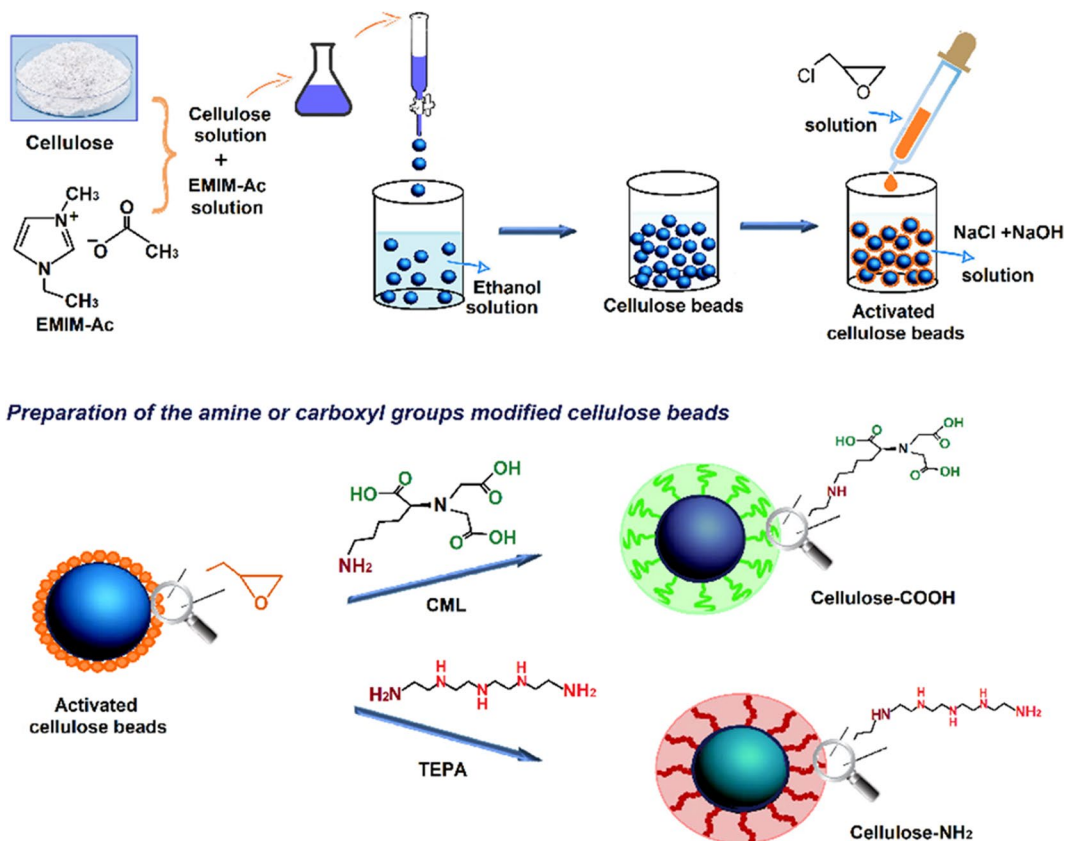 Cellulose
Cellulose
solution
+
EMIM-Ac
solution
CH₃
N
+
N
CH₃
O
⁻O
CH₃
EMIM-Ac
Ethanol
solution
Cellulose beads
Cl
O
solution
NaCl +NaOH
solution
Activated
cellulose beads
Preparation of the amine or carboxyl groups modified cellulose beads
Activated
cellulose beads
O
HO
O
N
O
OH
OH
O
NH₂
CML
H₂N
H
N
N
H
H
N
NH₂
TEPA
HO
O
N
O
OH
OH
O
NH
Cellulose-COOH
N
H
H
N
N
H
H
N
NH₂
Cellulose-NH₂